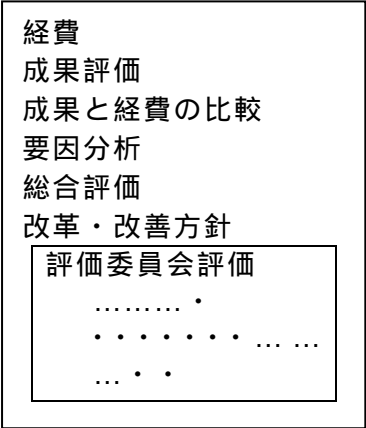 経費
成果評価
成果と経費の比較
要因分析
総合評価
改革・改善方針
評価委員会評価
………・
・・・・・・・… …
…・・